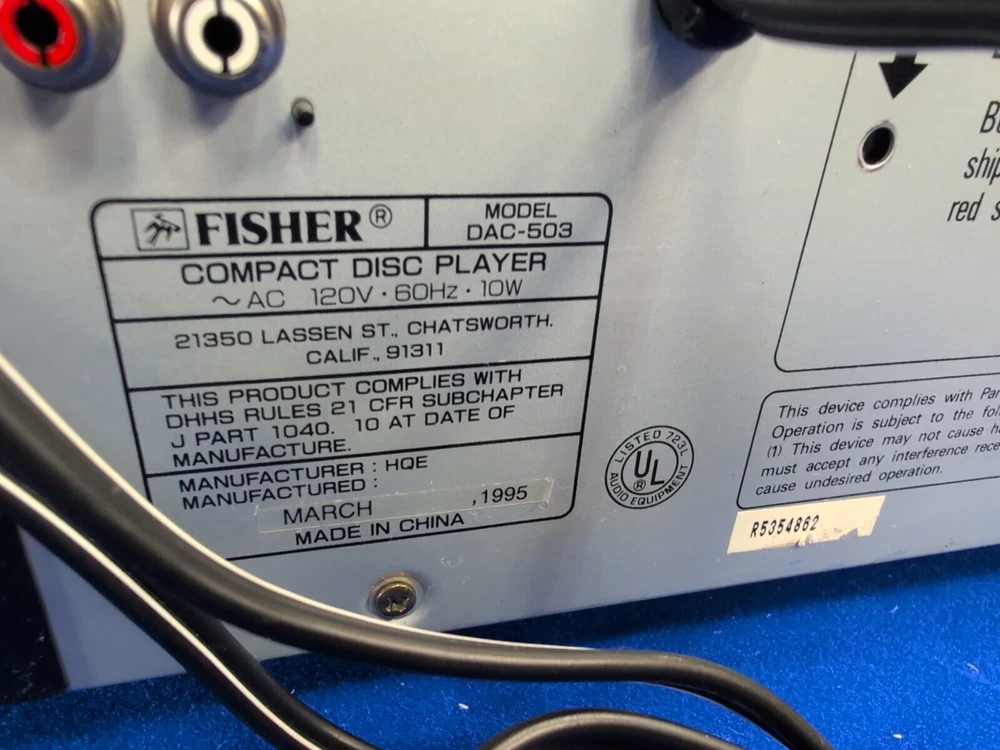 FISHER®
MODEL
DAC-503
COMPACT DISC PLAYER
~ AC 120V · 60Hz · 10W
21350 LASSEN ST., CHATSWORTH,
CALIF., 91311
THIS PRODUCT COMPLIES WITH
DHHS RULES 21 CFR SUBCHAPTER
J PART 1040. 10 AT DATE OF
MANUFACTURE.
MANUFACTURER : HQE
MANUFACTURED :
MARCH ,1995
MADE IN CHINA
LISTED 723L
UL®
AUDIO EQUIPMENT
red
This device complies with
Operation is subject to the
(1) This device may not cause
must accept any interference
cause undesired operation.
R5354862